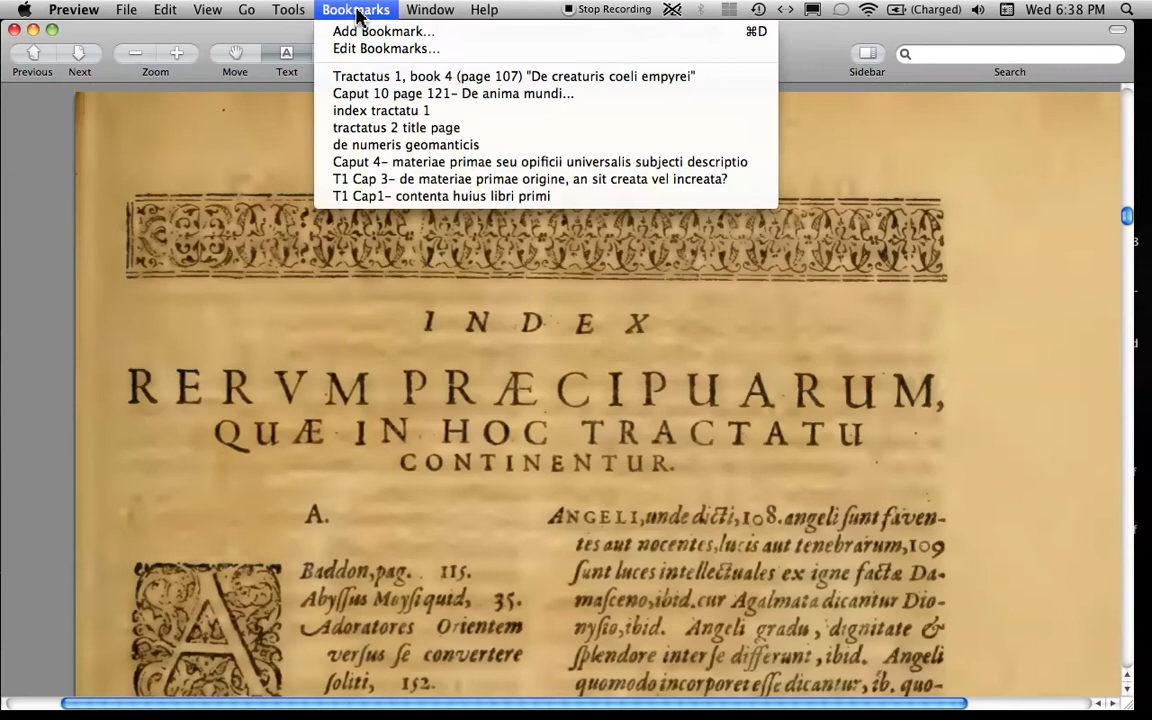 Preview File Edit View Go Tools Bookmarks Window Help Stop Recording (Charged) Wed 6:38 PM
Add Bookmark... ⌘D
Edit Bookmarks...
Tractatus 1, book 4 (page 107) "De creaturis coeli empyrei"
Caput 10 page 121- De anima mundi...
index tractatu 1
tractatus 2 title page
de numeris geomanticis
Caput 4- materiae primae seu opificii universalis subjecti descriptio
T1 Cap 3- de materiae primae origine, an sit creata vel increata?
T1 Cap1- contenta huius libri primi
Previous Next Zoom Move Text Sidebar Search
INDEX
RERVM PRÆCIPUARUM,
QUÆ IN HOC TRACTATU
CONTINENTUR.
A.
A
Baddon, pag. 115.
Abyſſus Moyſi quid, 35.
Adoratores Orientem
verſus ſe convertere
ſoliti, 152.
ANGELI, unde dicti, 108. angeli ſunt faven-
tes aut nocentes, lucis aut tenebrarum, 109
ſunt luces intellectuales ex igne factæ Da-
maſceno, ibid. cur Agalmata dicantur Dio-
nyſio, ibid. Angeli gradu, dignitate &
ſplendore inter ſe differunt, ibid. Angeli
quomodo incorporei eſſe dicantur, ib. quo-